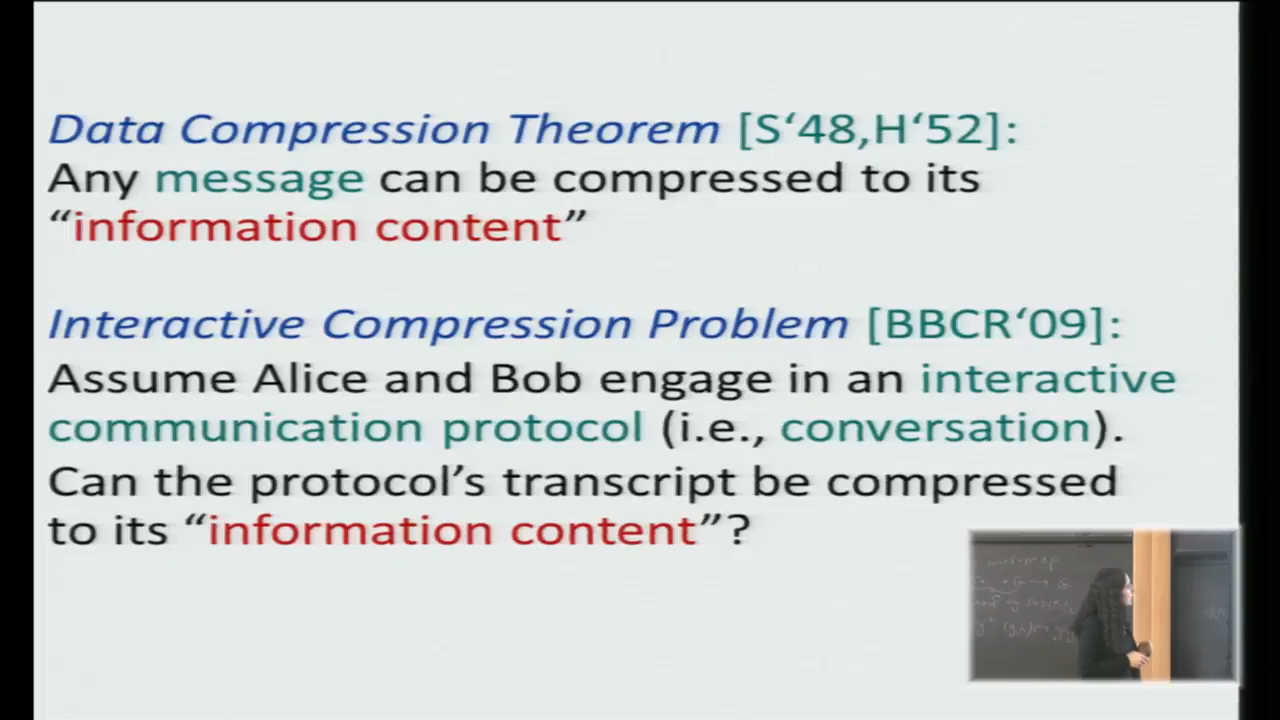 Data Compression Theorem [S‘48,H‘52]:
Any message can be compressed to its
“information content”
Interactive Compression Problem [BBCR‘09]:
Assume Alice and Bob engage in an interactive
communication protocol (i.e., conversation).
Can the protocol’s transcript be compressed
to its “information content”?